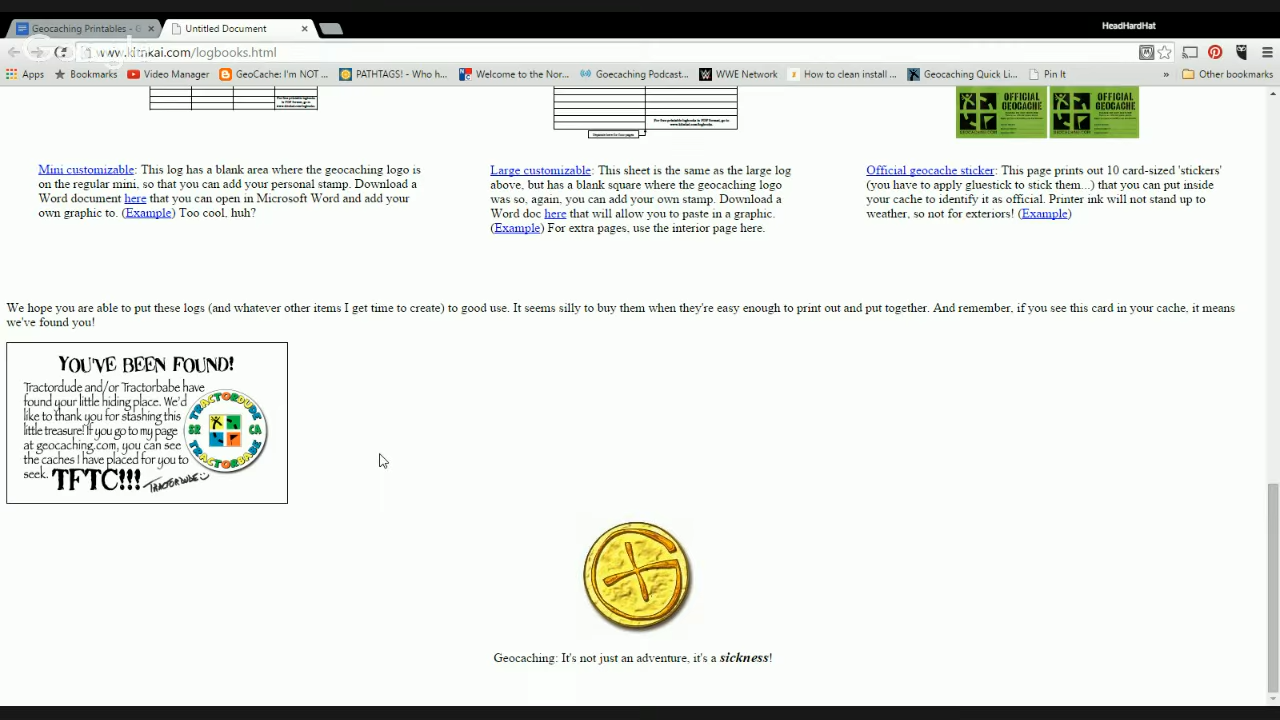 HeadHardHat
Geocaching Printables - G
Untitled Document
www.kimkai.com/logbooks.html
Apps
Bookmarks
Video Manager
GeoCache: I'm NOT ...
PATHTAGS! - Who h...
Welcome to the Nor...
Goecaching Podcast...
WWE Network
How to clean install ...
Geocaching Quick Li...
Pin It
»
Other bookmarks
OFFICIAL GEOCACHE
OFFICIAL GEOCACHE
Mini customizable: This log has a blank area where the geocaching logo is
on the regular mini, so that you can add your personal stamp. Download a
Word document here that you can open in Microsoft Word and add your
own graphic to. (Example) Too cool, huh?
Large customizable: This sheet is the same as the large log
above, but has a blank square where the geocaching logo
was so, again, you can add your own stamp. Download a
Word doc here that will allow you to paste in a graphic.
(Example) For extra pages, use the interior page here.
Official geocache sticker: This page prints out 10 card-sized 'stickers'
(you have to apply gluestick to stick them...) that you can put inside
your cache to identify it as official. Printer ink will not stand up to
weather, so not for exteriors! (Example)
We hope you are able to put these logs (and whatever other items I get time to create) to good use. It seems silly to buy them when they're easy enough to print out and put together. And remember, if you see this card in your cache, it means
we've found you!
YOU'VE BEEN FOUND!
Tractordude and/or Tractorbabe have
found your little hiding place. We'd
like to thank you for stashing this
little treasure! If you go to my page
at geocaching.com, you can see
the caches I have placed for you to
seek. TFTC!!!
TRACTORDUDE
SR CA
TRACTORDUDE
Geocaching: It's not just an adventure, it's a sickness!